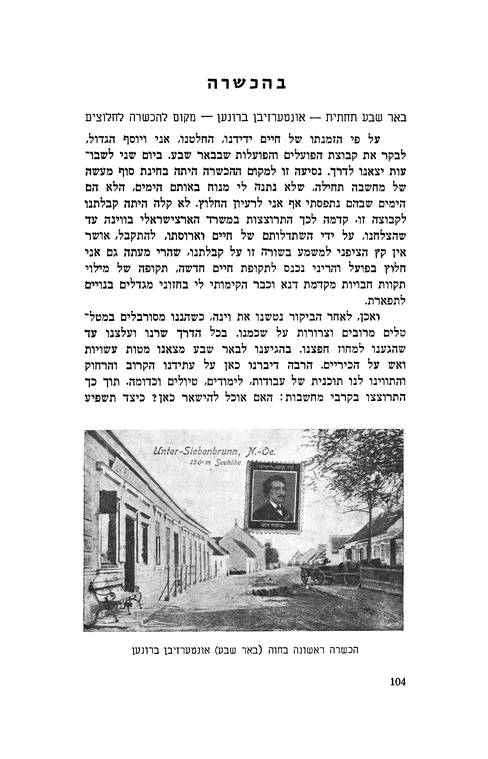 בהכשרה
באר שבע תחתית — אונטערזיבן ברונען — מקום להכשרה לחלוצים
על פי הזמנתו של חיים ידידנו, החלטנו, אני ויוסף הגדול,
לבקר את קבוצת הפועלים והפועלות שבבאר שבע. ביום שני לשבו־
עות יצאנו לדרך. נסיעה זו למקום ההכשרה היתה בחינת סוף מעשה
של מחשבה תחילה, שלא נתנה לי מנוח באותם הימים, הלא הם
הימים שבהם נתפסתי אף אני לרעיון החלוץ. לא קלה היתה קבלתנו
לקבוצה זו. קדמה לכך התרוצצות במשרד הארצישראלי בווינה עד
שהצלחנו, על ידי השתדלותם של חיים וארוסתו, להתקבל, אושר
אין קץ הציפני למשמע בשורה זו על קבלתנו, שהרי מעתה גם אני
חלוץ בפועל והריני נכנס לתקופת חיים חדשה, תקופה של מילוי
תקוות חבויות מקדמת דנא וכבר הקימותי לי בחזוני מגדלים בנויים
לתפארת.
ואכן, לאחר הביקור נטשנו את וינה, כשהננו מסורבלים במטל־
טלים מרובים וצרורות על שכמנו. בכל הדרך שרנו ועלצנו עד
שהגענו למחוז חפצנו. בהגיענו לבאר שבע מצאנו מטות עשויות
ואש על הכיריים. הרבה דיברנו כאן על עתידנו הקרוב והרחוק
והתווינו לנו תוכנית של עבודות, לימודים, טיולים וכדומה. תוך כך
התרוצצו בקרבי מחשבות: האם אוכל להישאר כאן? כיצד תשפיע
Unter-Siebenbrunn, N.-Oe.
150 m Seehöhe.
הכשרה ראשונה בחוה (באר שבע) אונטערזיבן ברונען
104